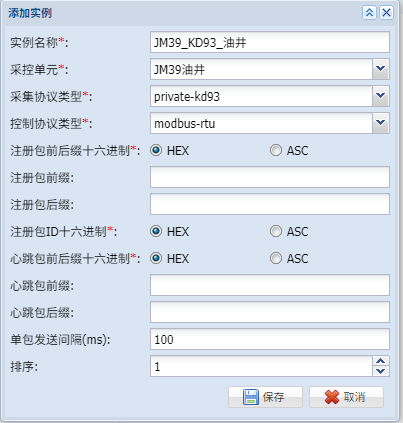 添加实例
实例名称*: JM39_KD93_油井
采控单元*: JM39油井
采集协议类型*: private-kd93
控制协议类型*: modbus-rtu
注册包前后缀十六进制*: HEX ASC
注册包前缀:
注册包后缀:
注册包ID十六进制*: HEX ASC
心跳包前后缀十六进制*: HEX ASC
心跳包前缀:
心跳包后缀:
单包发送间隔(ms): 100
排序: 1
保存 取消